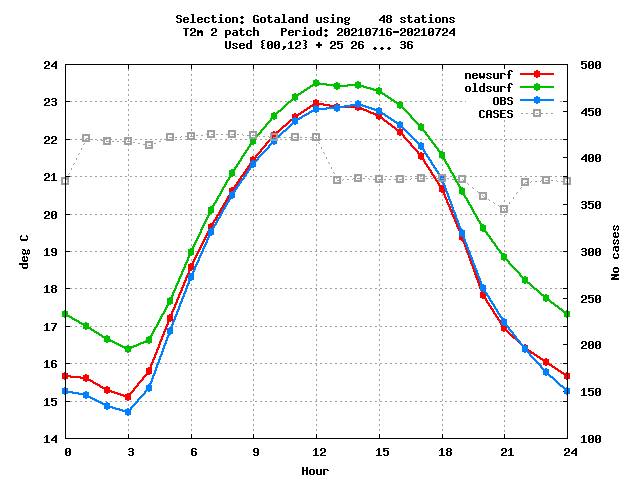 Selection: Gotaland using    48 stations
T2m 2 patch   Period: 20210716-20210724
Used {00,12} + 25 26 ... 36
newsurf
oldsurf
OBS
CASES
24
23
22
21
20
19
18
17
16
15
14
500
450
400
350
300
250
200
150
100
deg C
No cases
0 3 6 9 12 15 18 21 24
Hour